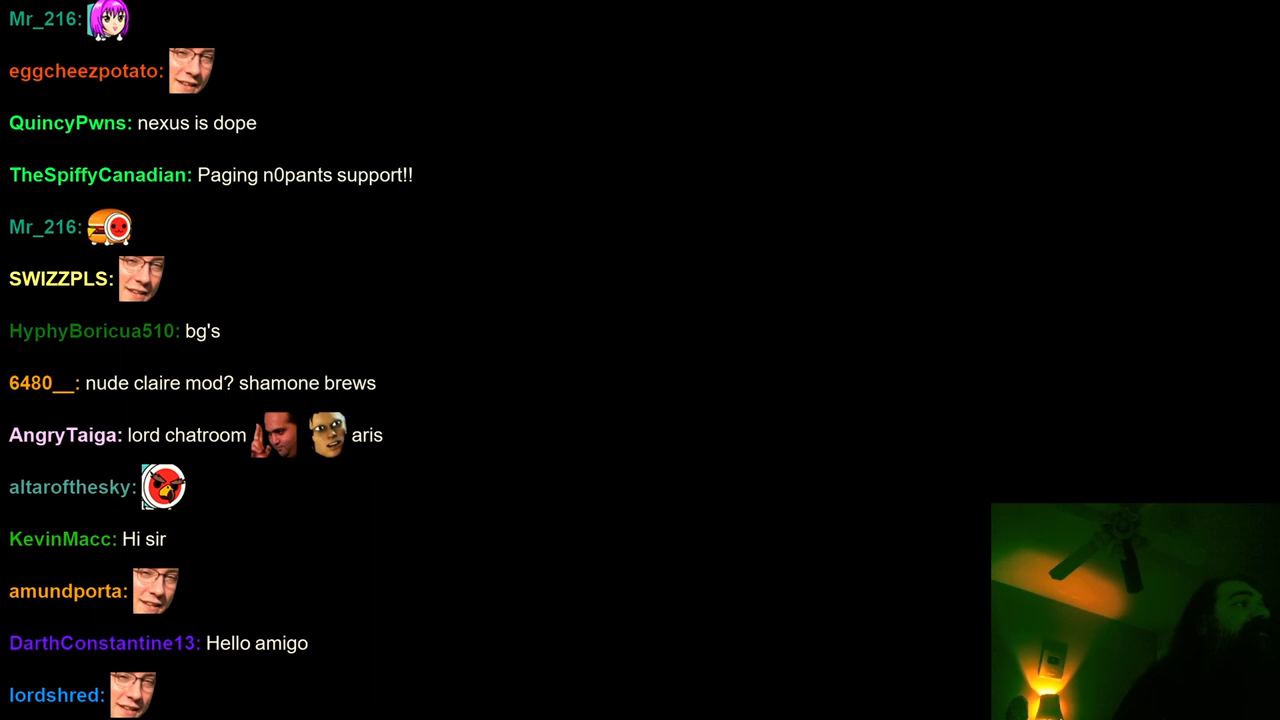 Mr_216:
eggcheezpotato:
QuincyPwns: nexus is dope
TheSpiffyCanadian: Paging n0pants support!!
Mr_216:
SWIZZPLS:
HyphyBoricua510: bg's
6480__: nude claire mod? shamone brews
AngryTaiga: lord chatroom aris
altarofthesky:
KevinMacc: Hi sir
amundporta:
DarthConstantine13: Hello amigo
lordshred: